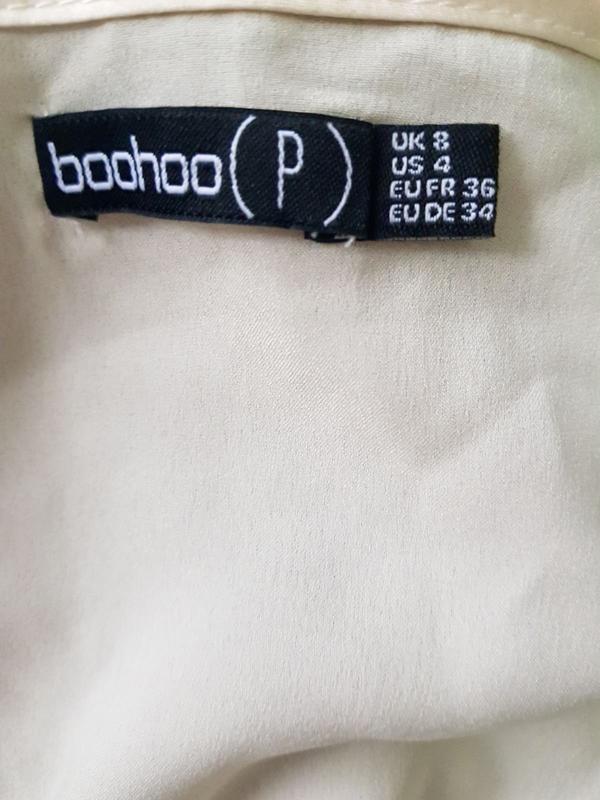 boohoo (P)
UK 8
US 4
EU FR 36
EU DE 34